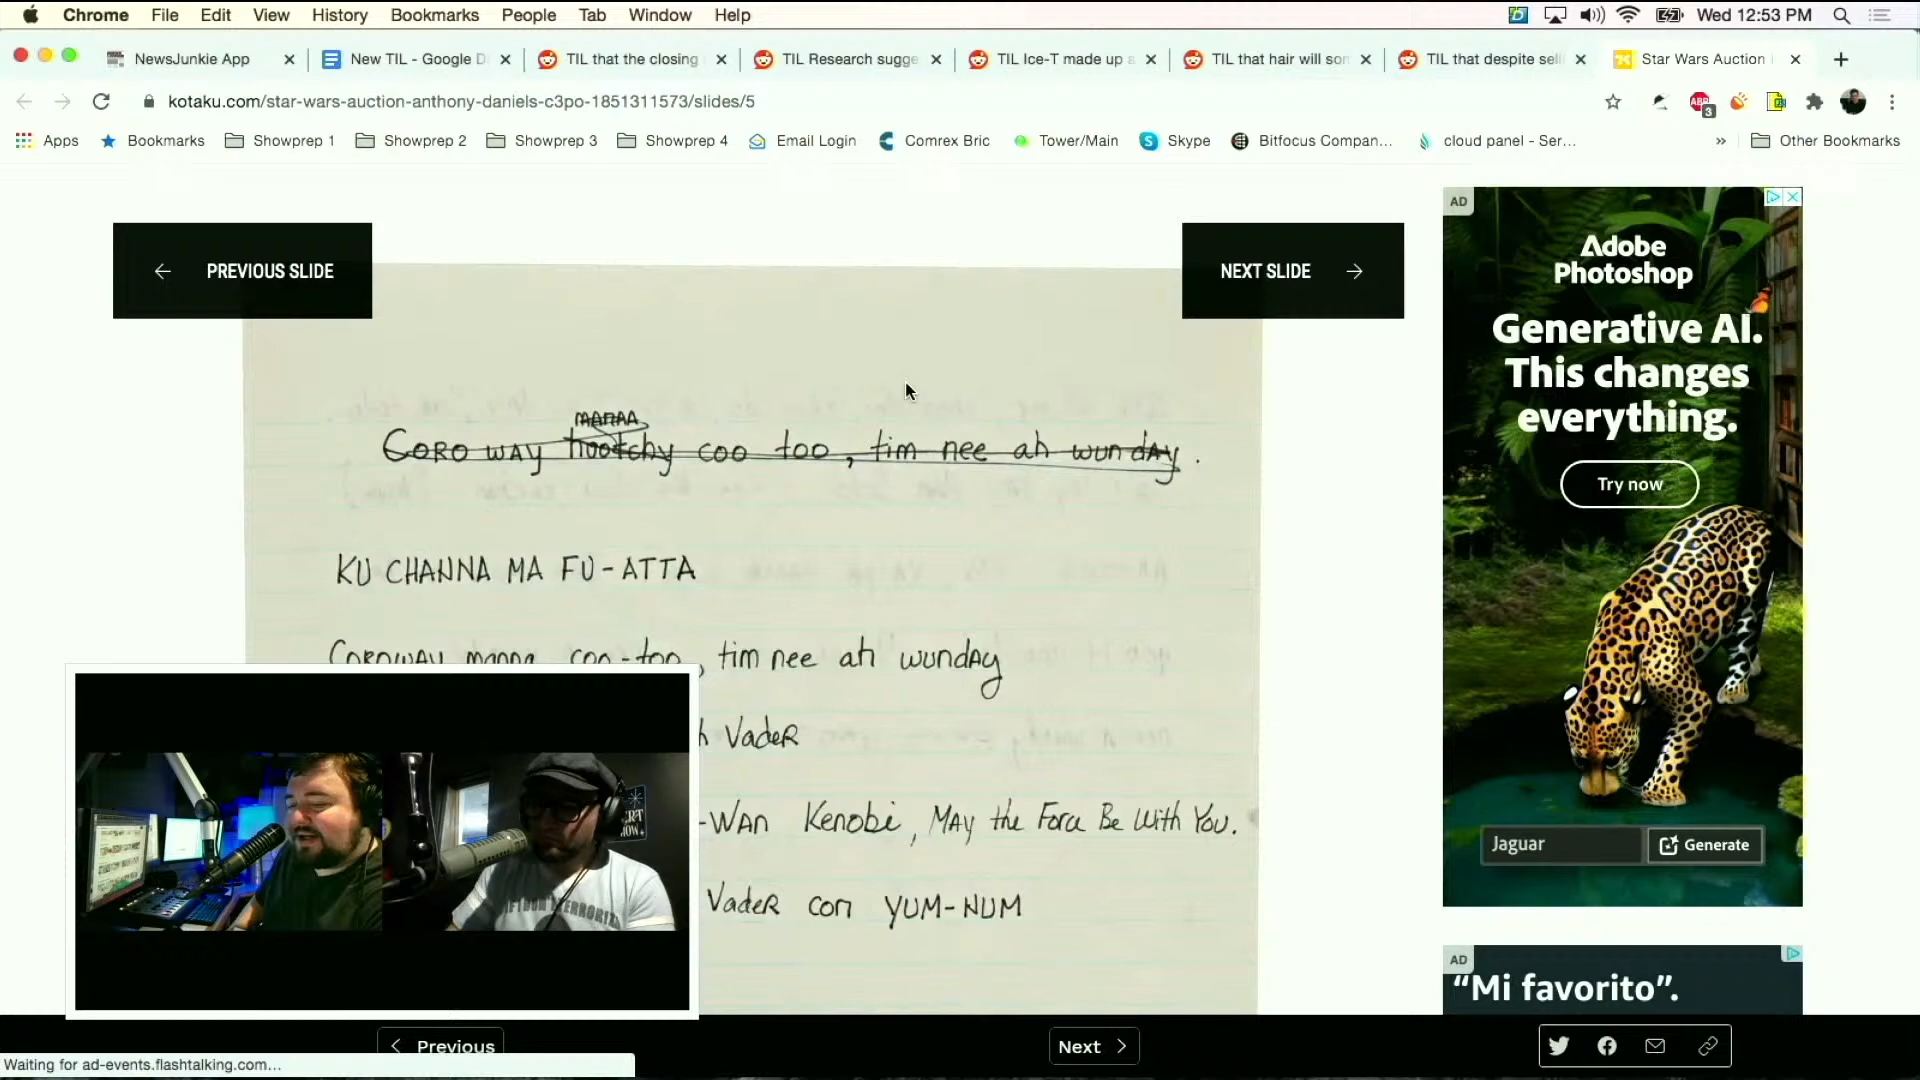 Chrome File Edit View History Bookmarks People Tab Window Help Wed 12:53 PM
NewsJunkie App New TIL - Google D TIL that the closing TIL Research sugge TIL Ice-T made up a TIL that hair will son TIL that despite sell Star Wars Auction
kotaku.com/star-wars-auction-anthony-daniels-c3po-1851311573/slides/5
ABP 3
Apps Bookmarks Showprep 1 Showprep 2 Showprep 3 Showprep 4 Email Login Comrex Bric Tower/Main Skype Bitfocus Compan... cloud panel - Ser... » Other Bookmarks
PREVIOUS SLIDE
NEXT SLIDE
MANNA
GORO WAY hootchy coo too, tim nee ah wunday.
KU CHANNA MA FU-ATTA
Coroway manna coo-too, tim nee ah wunday
h Vader
-WAN Kenobi, MAY the Force Be With You.
Vader con YUM-NUM
AD
Adobe
Photoshop
Generative AI.
This changes
everything.
Try now
Jaguar
Generate
AD
“Mi favorito”.
Previous
Next
Waiting for ad-events.flashtalking.com...